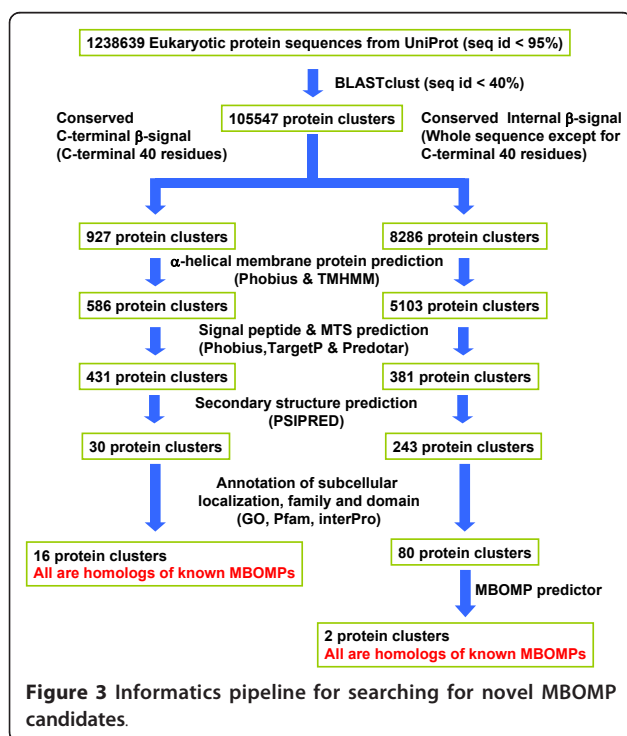 1238639 Eukaryotic protein sequences from UniProt (seq id < 95%)
BLASTclust (seq id < 40%)
Conserved
C-terminal β-signal
(C-terminal 40 residues)
105547 protein clusters
Conserved Internal β-signal
(Whole sequence except for
C-terminal 40 residues)
927 protein clusters
8286 protein clusters
α-helical membrane protein prediction
(Phobius & TMHMM)
586 protein clusters
5103 protein clusters
Signal peptide & MTS prediction
(Phobius,TargetP & Predotar)
431 protein clusters
381 protein clusters
Secondary structure prediction
(PSIPRED)
30 protein clusters
243 protein clusters
Annotation of subcellular
localization, family and domain
(GO, Pfam, interPro)
16 protein clusters
All are homologs of known MBOMPs
80 protein clusters
MBOMP predictor
2 protein clusters
All are homologs of known MBOMPs
Figure 3 Informatics pipeline for searching for novel MBOMP
candidates.